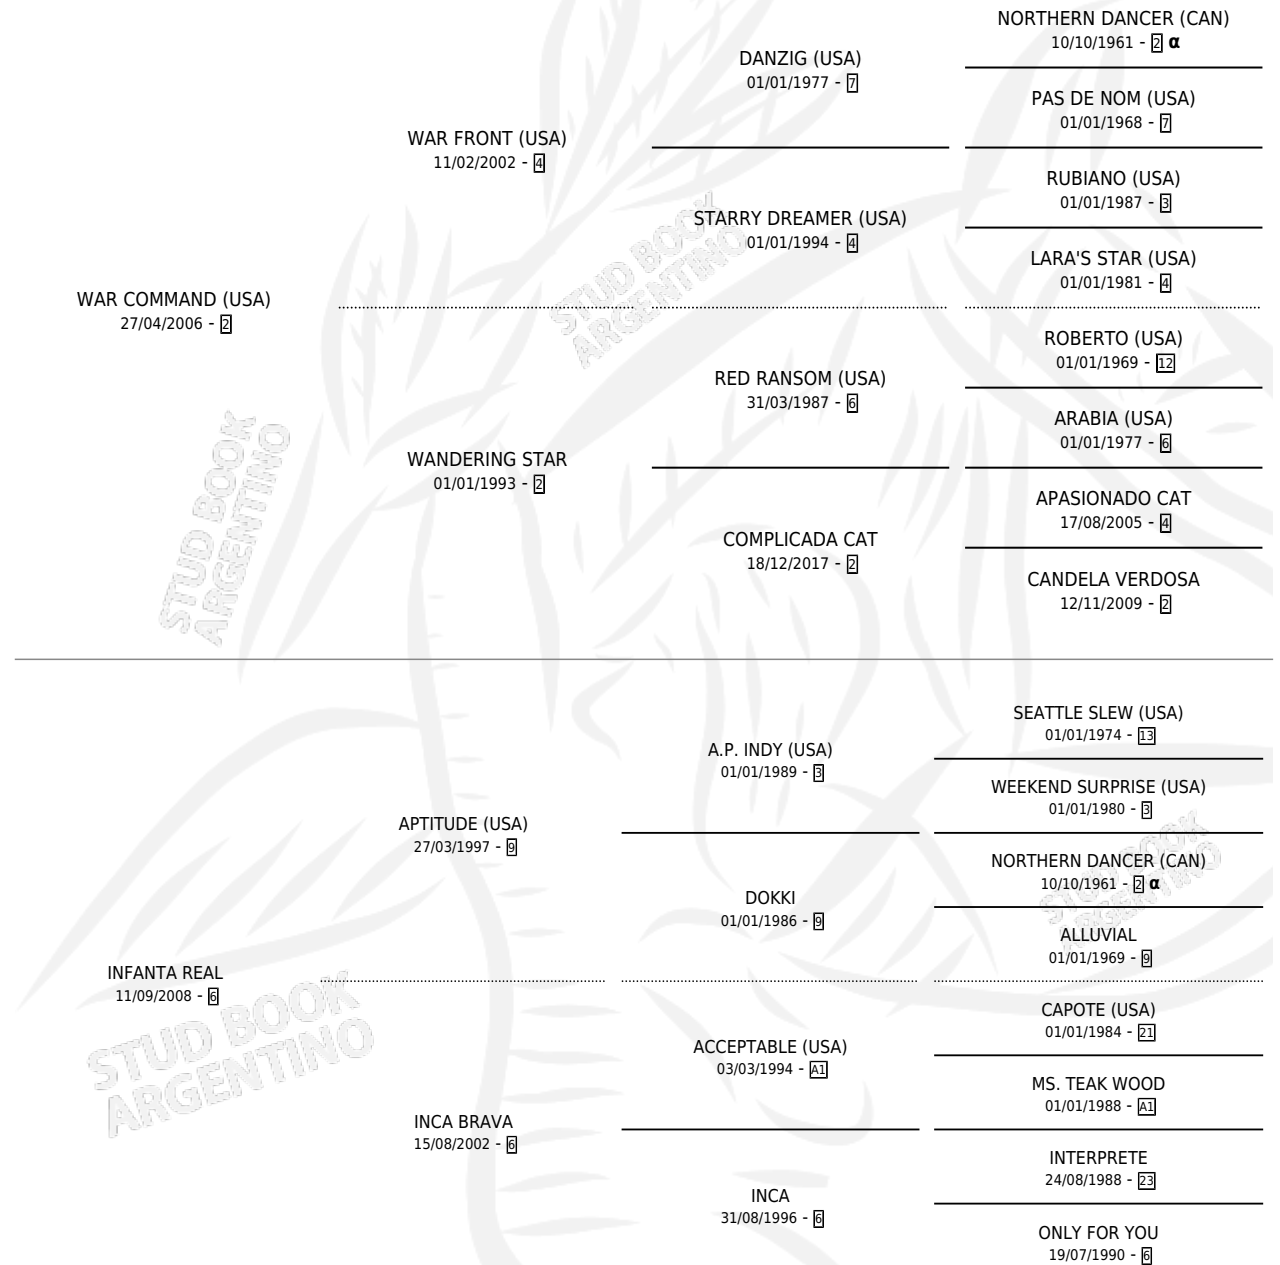 NORTHERN DANCER (CAN)
10/10/1961 - 2 α
DANZIG (USA)
01/01/1977 - 7
PAS DE NOM (USA)
01/01/1968 - 7
WAR FRONT (USA)
11/02/2002 - 4
RUBIANO (USA)
01/01/1987 - 3
STARRY DREAMER (USA)
01/01/1994 - 4
LARA'S STAR (USA)
01/01/1981 - 4
WAR COMMAND (USA)
27/04/2006 - 2
ROBERTO (USA)
01/01/1969 - 12
RED RANSOM (USA)
31/03/1987 - 6
ARABIA (USA)
01/01/1977 - 6
WANDERING STAR
01/01/1993 - 2
APASIONADO CAT
17/08/2005 - 4
COMPLICADA CAT
18/12/2017 - 2
CANDELA VERDOSA
12/11/2009 - 2
SEATTLE SLEW (USA)
01/01/1974 - 13
A.P. INDY (USA)
01/01/1989 - 3
WEEKEND SURPRISE (USA)
01/01/1980 - 3
APTITUDE (USA)
27/03/1997 - 9
NORTHERN DANCER (CAN)
10/10/1961 - 2 α
DOKKI
01/01/1986 - 9
ALLUVIAL
01/01/1969 - 9
INFANTA REAL
11/09/2008 - 6
CAPOTE (USA)
01/01/1984 - 21
ACCEPTABLE (USA)
03/03/1994 - A1
MS. TEAK WOOD
01/01/1988 - A1
INCA BRAVA
15/08/2002 - 6
INTERPRETE
24/08/1988 - 23
INCA
31/08/1996 - 6
ONLY FOR YOU
19/07/1990 - 6
STUD BOOK
ARGENTINO
STUD BOOK
ARGENTINO
STUD BOOK
ARGENTINO
STUD BOOK
ARGENTINO